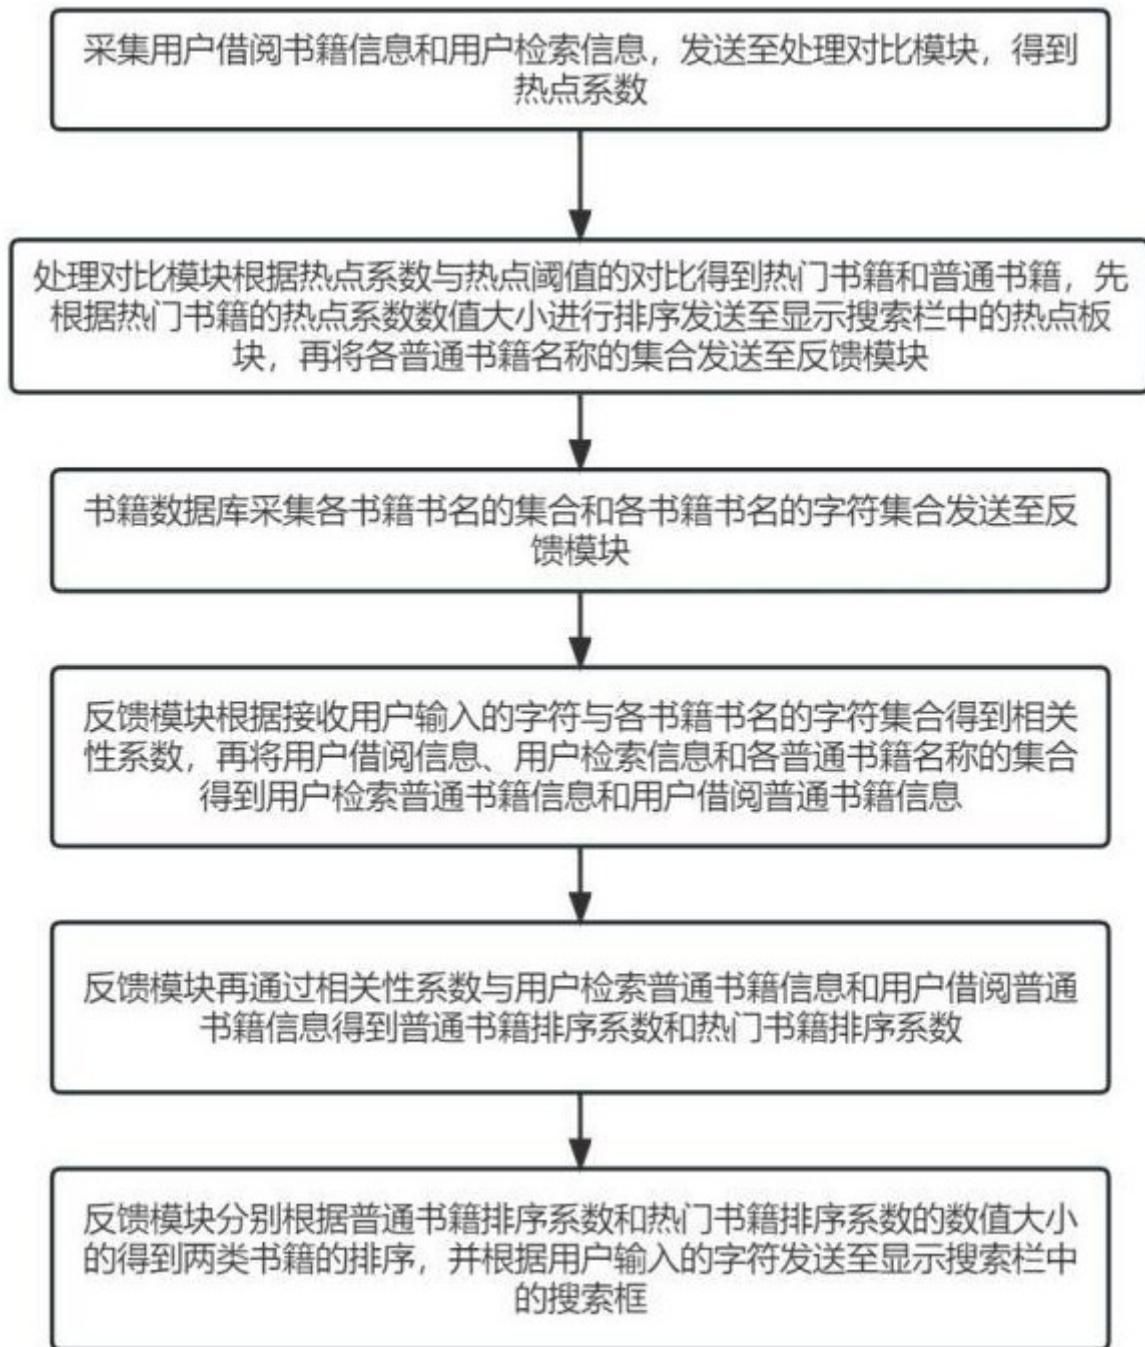 采集用户借阅书籍信息和用户检索信息，发送至处理对比模块，得到
热点系数
处理对比模块根据热点系数与热点阈值的对比得到热门书籍和普通书籍，先
根据热门书籍的热点系数数值大小进行排序发送至显示搜索栏中的热点板
块，再将各普通书籍名称的集合发送至反馈模块
书籍数据库采集各书籍书名的集合和各书籍书名的字符集合发送至反
馈模块
反馈模块根据接收用户输入的字符与各书籍书名的字符集合得到相关
性系数，再将用户借阅信息、用户检索信息和各普通书籍名称的集合
得到用户检索普通书籍信息和用户借阅普通书籍信息
反馈模块再通过相关性系数与用户检索普通书籍信息和用户借阅普通
书籍信息得到普通书籍排序系数和热门书籍排序系数
反馈模块分别根据普通书籍排序系数和热门书籍排序系数的数值大小
的得到两类书籍的排序，并根据用户输入的字符发送至显示搜索栏中
的搜索框